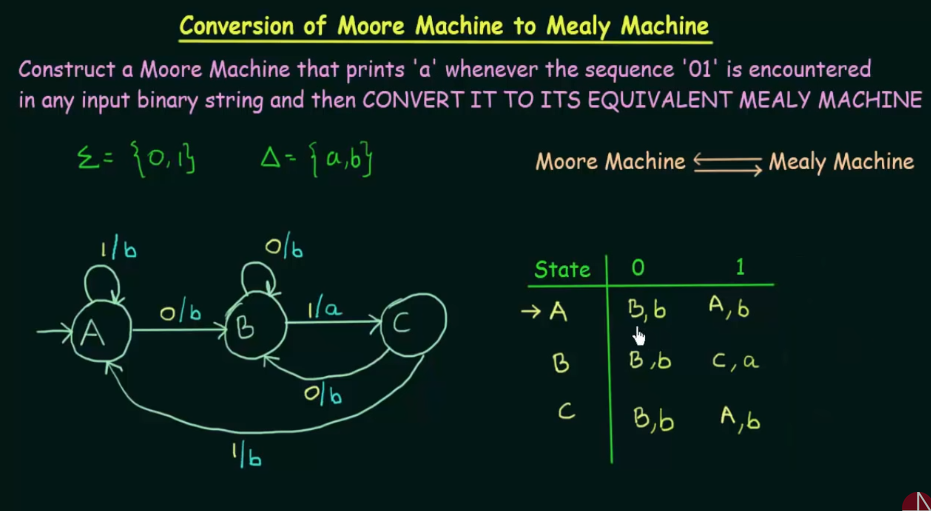 Conversion of Moore Machine to Mealy Machine
Construct a Moore Machine that prints 'a' whenever the sequence '01' is encountered
in any input binary string and then CONVERT IT TO ITS EQUIVALENT MEALY MACHINE
Σ = {0,1} Δ = {a,b}
Moore Machine ⇌ Mealy Machine
1/b
0/b
0/b
1/a
A
B
C
0/b
1/b
State 0 1
→ A B,b A,b
B B,b C,a
C B,b A,b